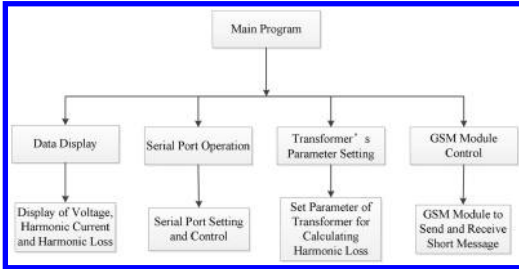 Main Program
Data Display
Serial Port Operation
Transformer's
Parameter Setting
GSM Module
Control
Display of Voltage,
Harmonic Current
and Harmonic Loss
Serial Port Setting
and Control
Set Parameter of
Transformer for
Calculating
Harmonic Loss
GSM Module to
Send and Receive
Short Message